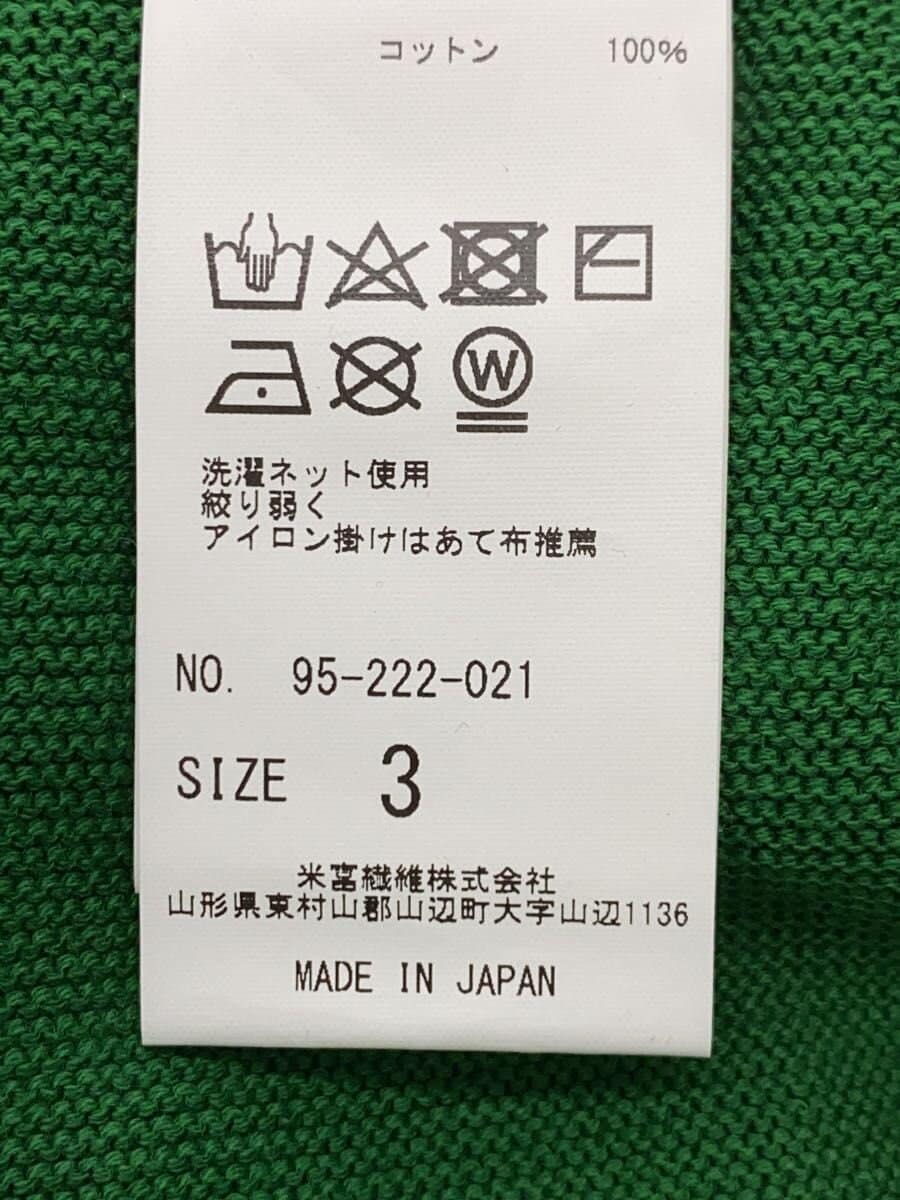 コットン 100%
W
洗濯ネット使用
絞り弱く
アイロン掛けはあて布推薦
NO. 95-222-021
SIZE 3
米富繊維株式会社
山形県東村山郡山辺町大字山辺1136
MADE IN JAPAN